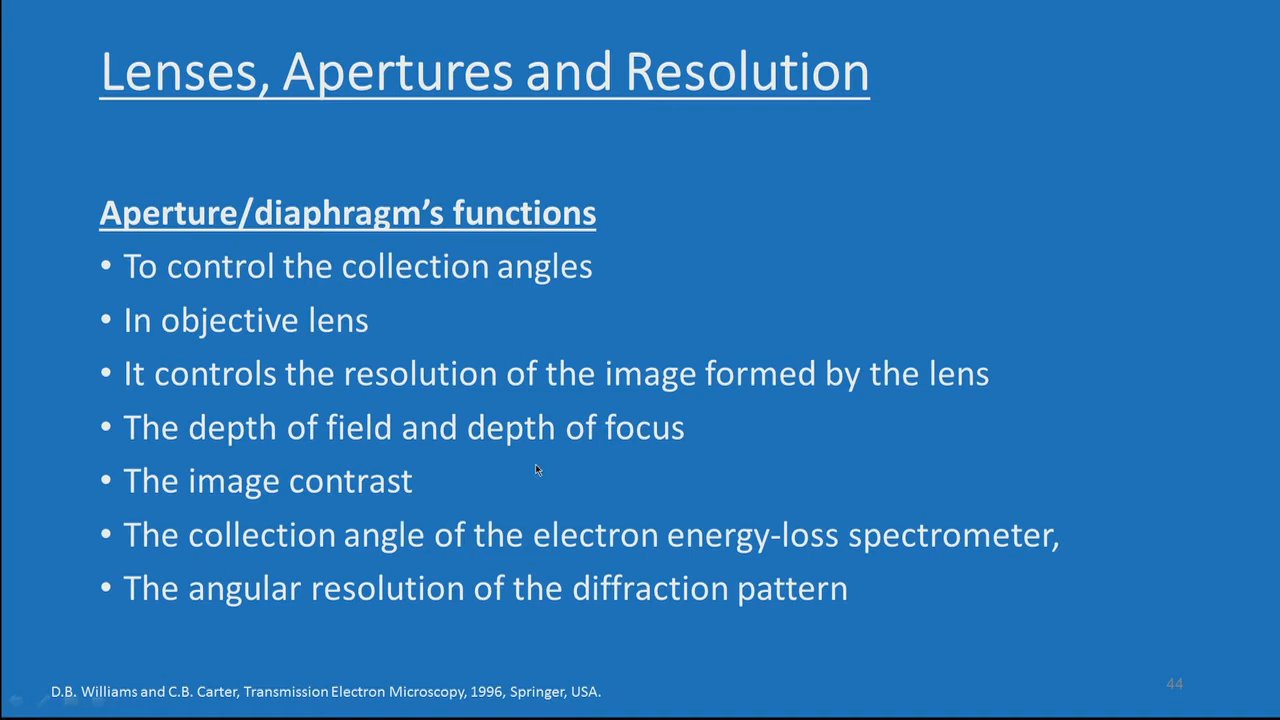 Lenses, Apertures and Resolution
Aperture/diaphragm’s functions
• To control the collection angles
• In objective lens
• It controls the resolution of the image formed by the lens
• The depth of field and depth of focus
• The image contrast
• The collection angle of the electron energy-loss spectrometer,
• The angular resolution of the diffraction pattern
D.B. Williams and C.B. Carter, Transmission Electron Microscopy, 1996, Springer, USA.
44